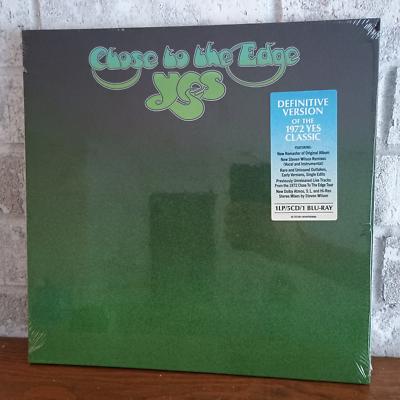 Close to the Edge
yes
DEFINITIVE
VERSION
OF THE
1972 YES
CLASSIC
FEATURING:
New Remaster of Original Album
New Steven Wilson Remixes
(Vocal and Instrumental)
Rare and Unissued Outtakes,
Early Versions, Single Edits
Previously Unreleased Live Tracks
From the 1972 Close To The Edge Tour
New Dolby Atmos, 5.1, and Hi-Res
Stereo Mixes by Steven Wilson
1LP/5CD/1 BLU-RAY